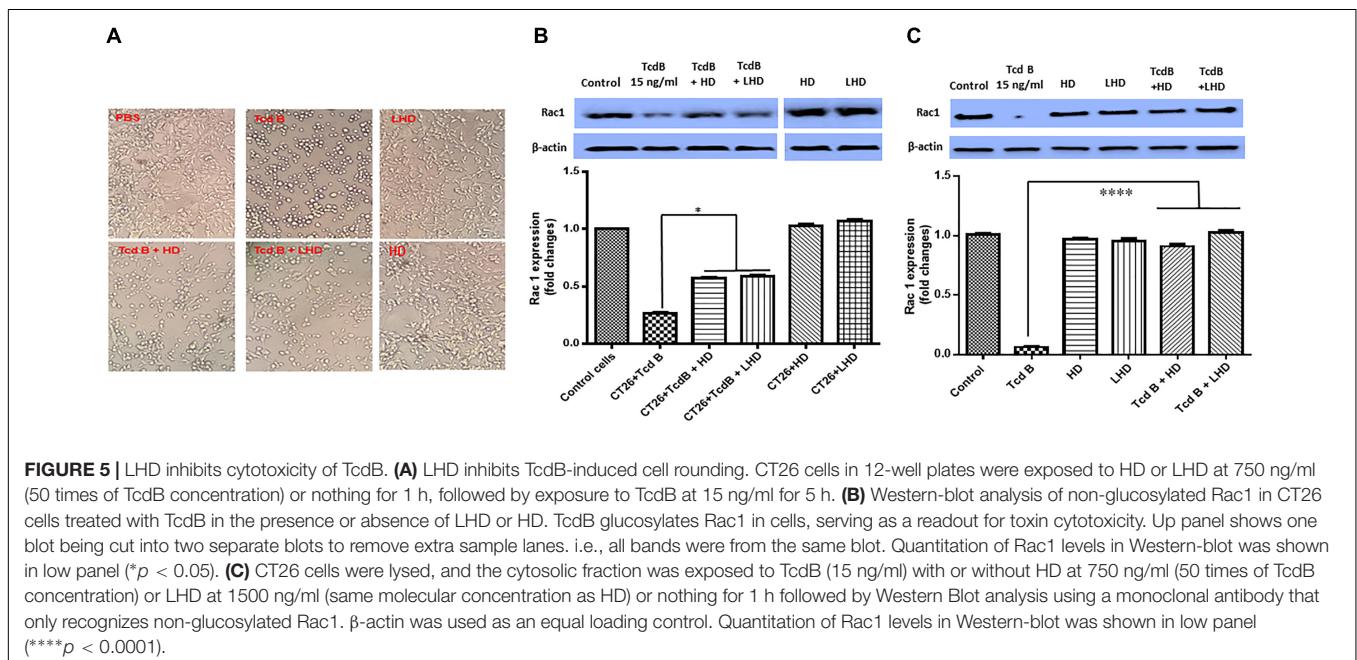 A
PBS
Tcd B
LHD
Tcd B + HD
Tcd B + LHD
HD
B
Control
TcdB
15 ng/ml
TcdB
+ HD
TcdB
+ LHD
HD
LHD
Rac1
β-actin
1.5
1.0
0.5
0.0
Rac 1 expression
(fold changes)
*
Control cells
CT26+Tcd B
CT26+TcdB + HD
CT26+TcdB + LHD
CT26+HD
CT26+LHD
C
Control
Tcd B
15 ng/ml
HD
LHD
TcdB
+HD
TcdB
+LHD
Rac1
β-actin
1.5
1.0
0.5
0.0
Rac 1 expression
(fold changes)
****
Control
Tcd B
HD
LHD
Tcd B + HD
Tcd B + LHD
FIGURE 5 | LHD inhibits cytotoxicity of TcdB. (A) LHD inhibits TcdB-induced cell rounding. CT26 cells in 12-well plates were exposed to HD or LHD at 750 ng/ml
(50 times of TcdB concentration) or nothing for 1 h, followed by exposure to TcdB at 15 ng/ml for 5 h. (B) Western-blot analysis of non-glucosylated Rac1 in CT26
cells treated with TcdB in the presence or absence of LHD or HD. TcdB glucosylates Rac1 in cells, serving as a readout for toxin cytotoxicity. Up panel shows one
blot being cut into two separate blots to remove extra sample lanes. i.e., all bands were from the same blot. Quantitation of Rac1 levels in Western-blot was shown
in low panel (*p < 0.05). (C) CT26 cells were lysed, and the cytosolic fraction was exposed to TcdB (15 ng/ml) with or without HD at 750 ng/ml (50 times of TcdB
concentration) or LHD at 1500 ng/ml (same molecular concentration as HD) or nothing for 1 h followed by Western Blot analysis using a monoclonal antibody that
only recognizes non-glucosylated Rac1. β-actin was used as an equal loading control. Quantitation of Rac1 levels in Western-blot was shown in low panel
(****p < 0.0001).